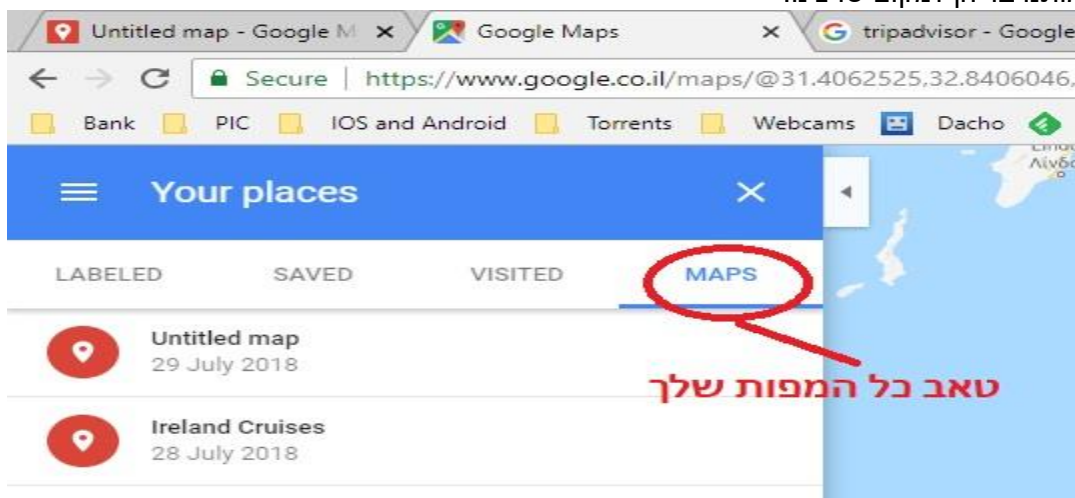 Untitled map - Google M
Google Maps
tripadvisor - Google
Secure | https://www.google.co.il/maps/@31.4062525,32.8406046,
Bank PIC IOS and Android Torrents Webcams Dacho
Your places
Λίνδο
LABELED SAVED VISITED MAPS
Untitled map
29 July 2018
טאב כל המפות שלך
Ireland Cruises
28 July 2018